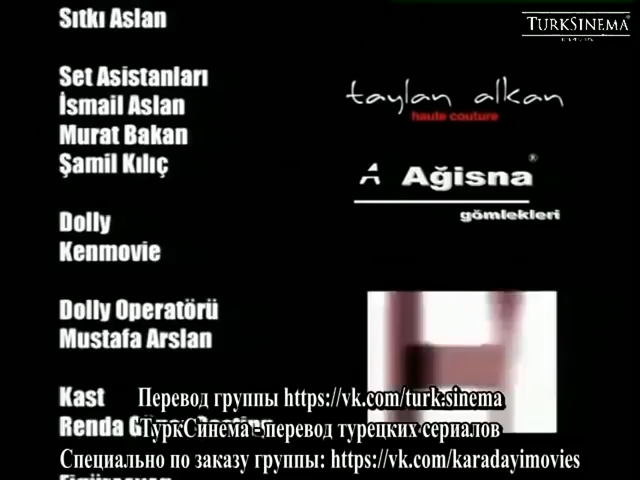 Sıtkı Aslan
TURKSINEMA
Set Asistanları
İsmail Aslan
Murat Bakan
Şamil Kılıç
taylan alkan
haute couture
A Ağisna®
gömlekleri
Dolly
Kenmovie
Dolly Operatörü
Mustafa Arslan
Kast
Renda
Перевод группы https://vk.com/turk.sinema
ТуркСинема - перевод турецких сериалов
Специально по заказу группы: https://vk.com/karadayimovies